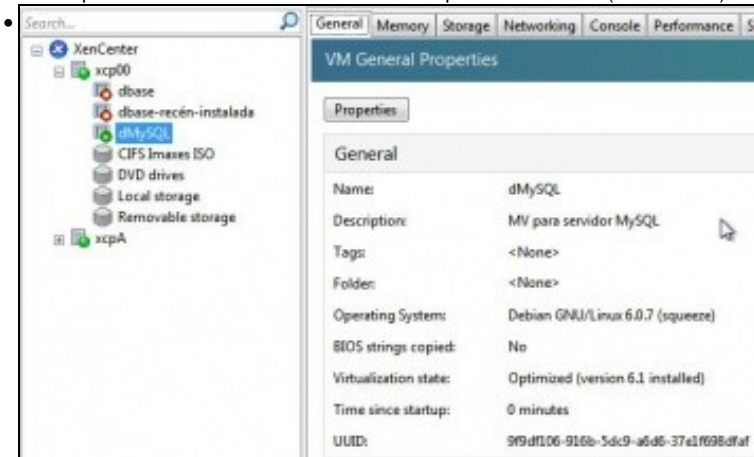 Search...
XenCenter
xcp00
dbase
dbase-recén-instalada
dMySQL
CIFS Imaxes ISO
DVD drives
Local storage
Removable storage
xcpA
General Memory Storage Networking Console Performance
VM General Properties
Properties
General
Name: dMySQL
Description: MV para servidor MySQL
Tags: <None>
Folder: <None>
Operating System: Debian GNU/Linux 6.0.7 (squeeze)
BIOS strings copied: No
Virtualization state: Optimized (version 6.1 installed)
Time since startup: 0 minutes
UUID: 9f9df106-916b-5dc9-a6d6-37e1f698dfaf